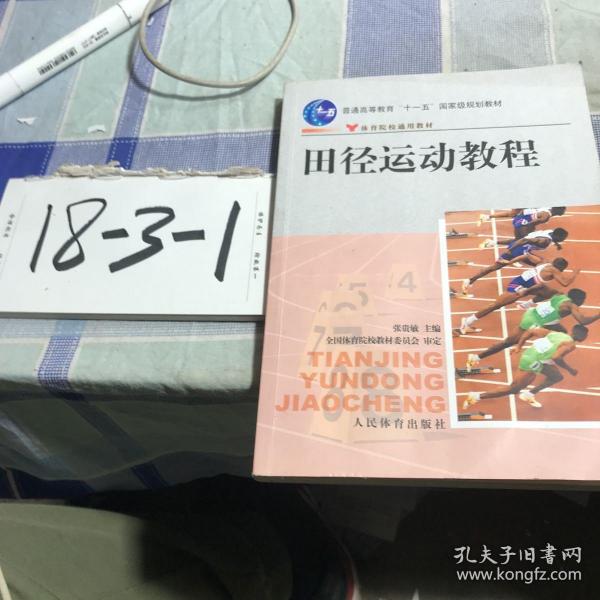 18-3-1
十一五
普通高等教育“十一五”国家级规划教材
体育院校通用教材
田径运动教程
5 4
张贵敏 主编
全国体育院校教材委员会 审定
TIANJING
YUNDONG
JIAOCHENG
人民体育出版社
孔夫子旧书网
www.kongfz.com